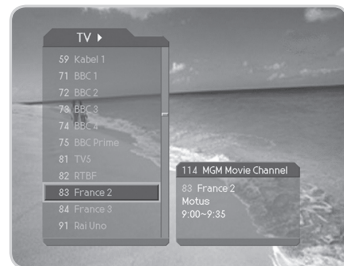 TV
59 Kabel 1
71 BBC 1
72 BBC 2
73 BBC 3
74 BBC 4
75 BBC Prime
81 TV5
82 RTBF
83 France 2
84 France 3
91 Rai Uno
114 MGM Movie Channel
83 France 2
Motus
9:00~9:35